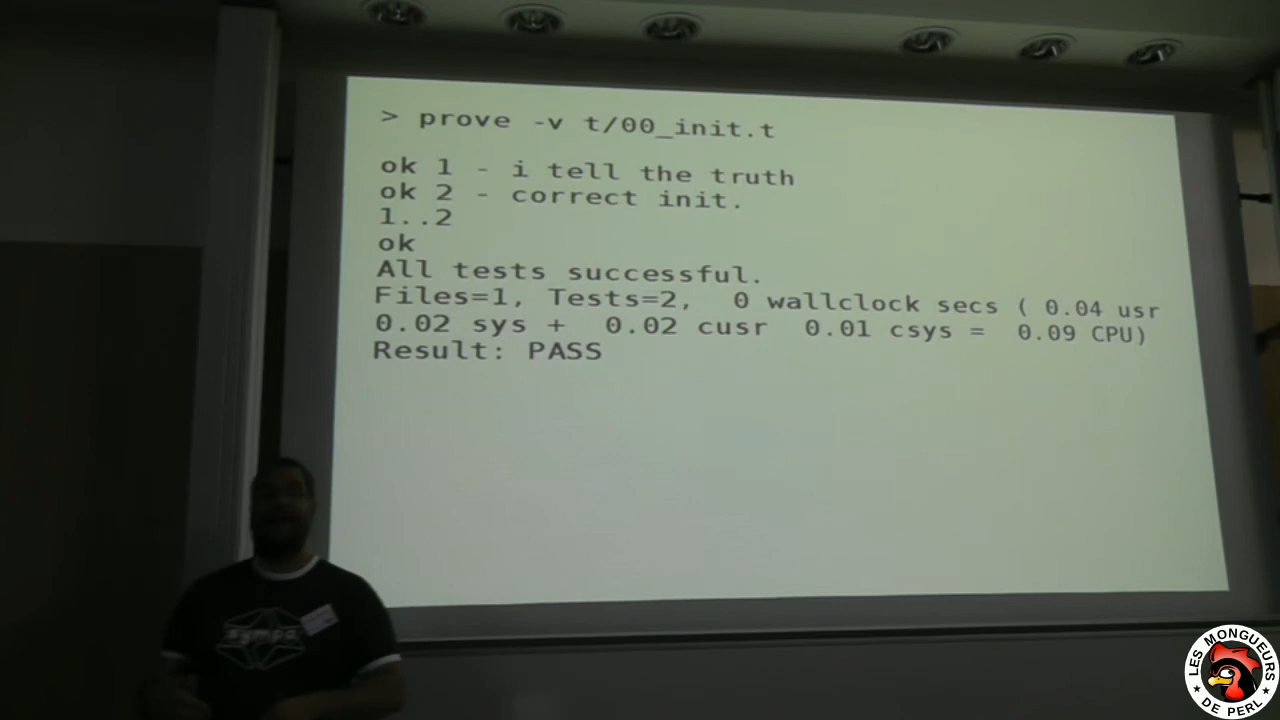 > prove -v t/00_init.t
ok 1 - i tell the truth
ok 2 - correct init.
1..2
ok
All tests successful.
Files=1, Tests=2,  0 wallclock secs ( 0.04 usr
0.02 sys +  0.02 cusr  0.01 csys =  0.09 CPU)
Result: PASS
sympa
LES MONGUEURS
DE PERL